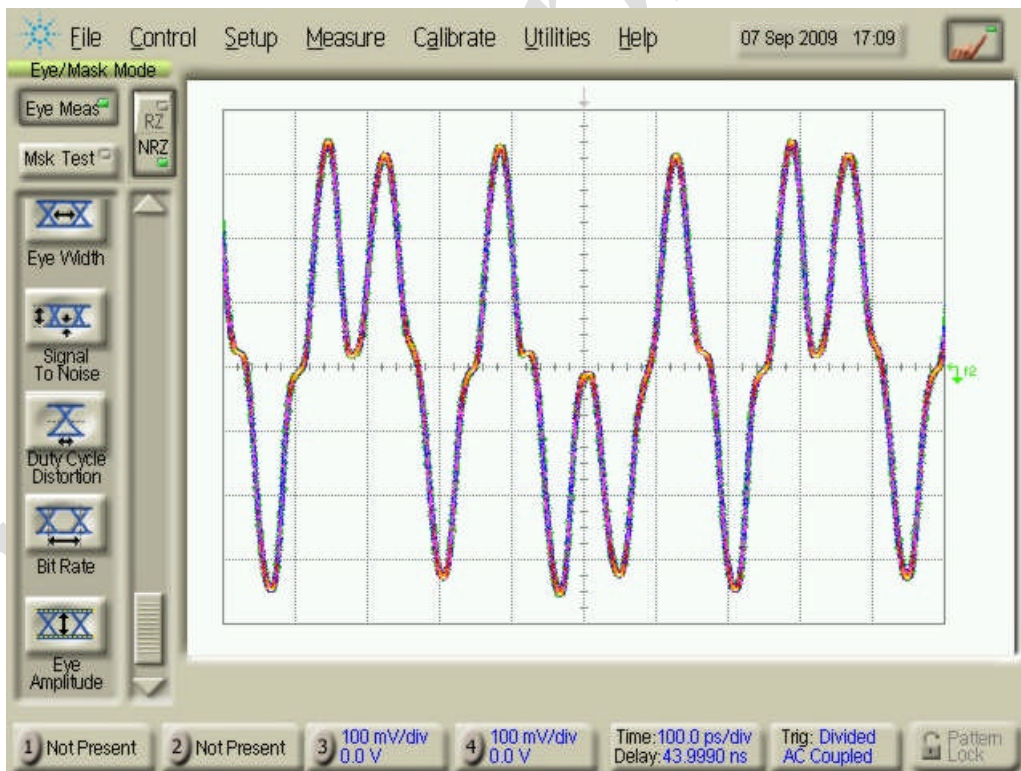 File Control Setup Measure Calibrate Utilities Help 07 Sep 2009 17:09
Eye/Mask Mode
Eye Meas
RZ
NRZ
Msk Test
Eye Width
Signal
To Noise
Duty Cycle
Distortion
Bit Rate
Eye
Amplitude
f2
1 Not Presen
2 Not Present
3 100 mV/div
0.0 V
4 100 mV/div
0.0 V
Time:100.0 ps/div
Delay:43.9990 ns
Trig: Divided
AC Coupled
Pattern
Lock